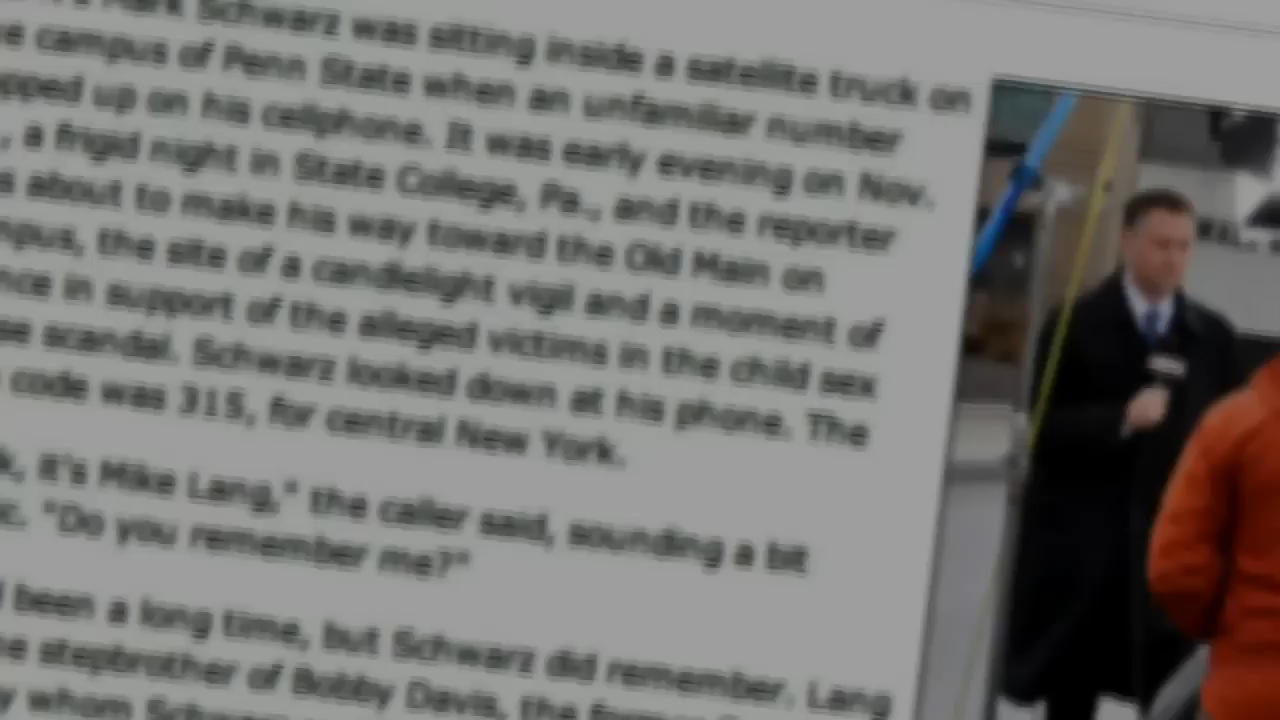 Mark Schwarz was sitting inside a satellite truck on
campus of Penn State when an unfamiliar number
up on his cellphone. It was early evening on Nov.
, a frigid night in State College, Pa., and the reporter
about to make his way toward the Old Main on
the site of a candlelight vigil and a moment of
in support of the alleged victims in the child sex
scandal. Schwarz looked down at his phone. The
code was 315, for central New York.
it's Mike Lang," the caller said, sounding a bit
"Do you remember me?"
been a long time, but Schwarz did remember. Lang
stepbrother of Bobby Davis, the
whom